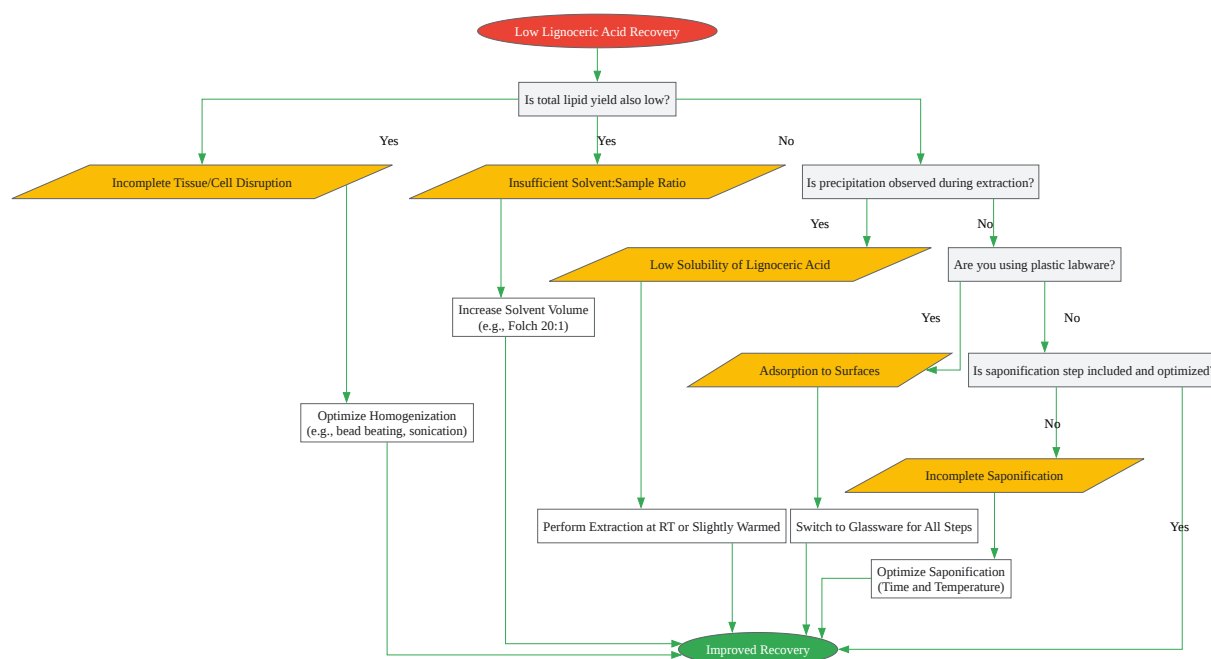 Low Lignoceric Acid Recovery
Is total lipid yield also low?
Yes
Yes
No
Incomplete Tissue/Cell Disruption
Insufficient Solvent:Sample Ratio
Is precipitation observed during extraction?
Yes
No
Low Solubility of Lignoceric Acid
Are you using plastic labware?
Increase Solvent Volume
(e.g., Folch 20:1)
Yes
No
Adsorption to Surfaces
Is saponification step included and optimized?
Optimize Homogenization
(e.g., bead beating, sonication)
No
Incomplete Saponification
Perform Extraction at RT or Slightly Warmed
Switch to Glassware for All Steps
Yes
Optimize Saponification
(Time and Temperature)
Improved Recovery